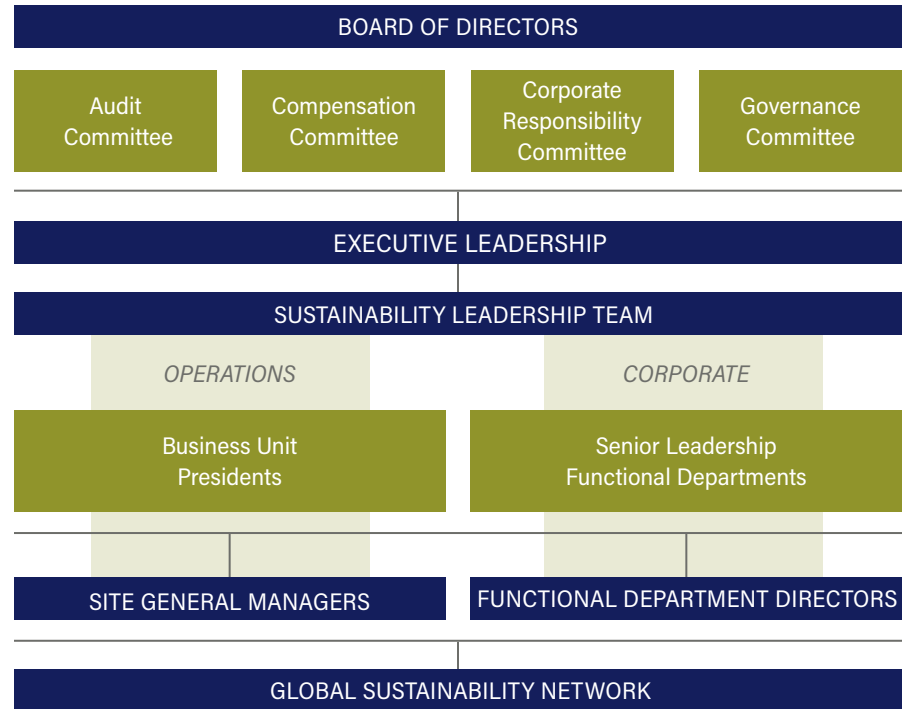 BOARD OF DIRECTORS
Audit
Committee
Compensation
Committee
Corporate
Responsibility
Committee
Governance
Committee
EXECUTIVE LEADERSHIP
SUSTAINABILITY LEADERSHIP TEAM
OPERATIONS
CORPORATE
Business Unit
Presidents
Senior Leadership
Functional Departments
SITE GENERAL MANAGERS
FUNCTIONAL DEPARTMENT DIRECTORS
GLOBAL SUSTAINABILITY NETWORK